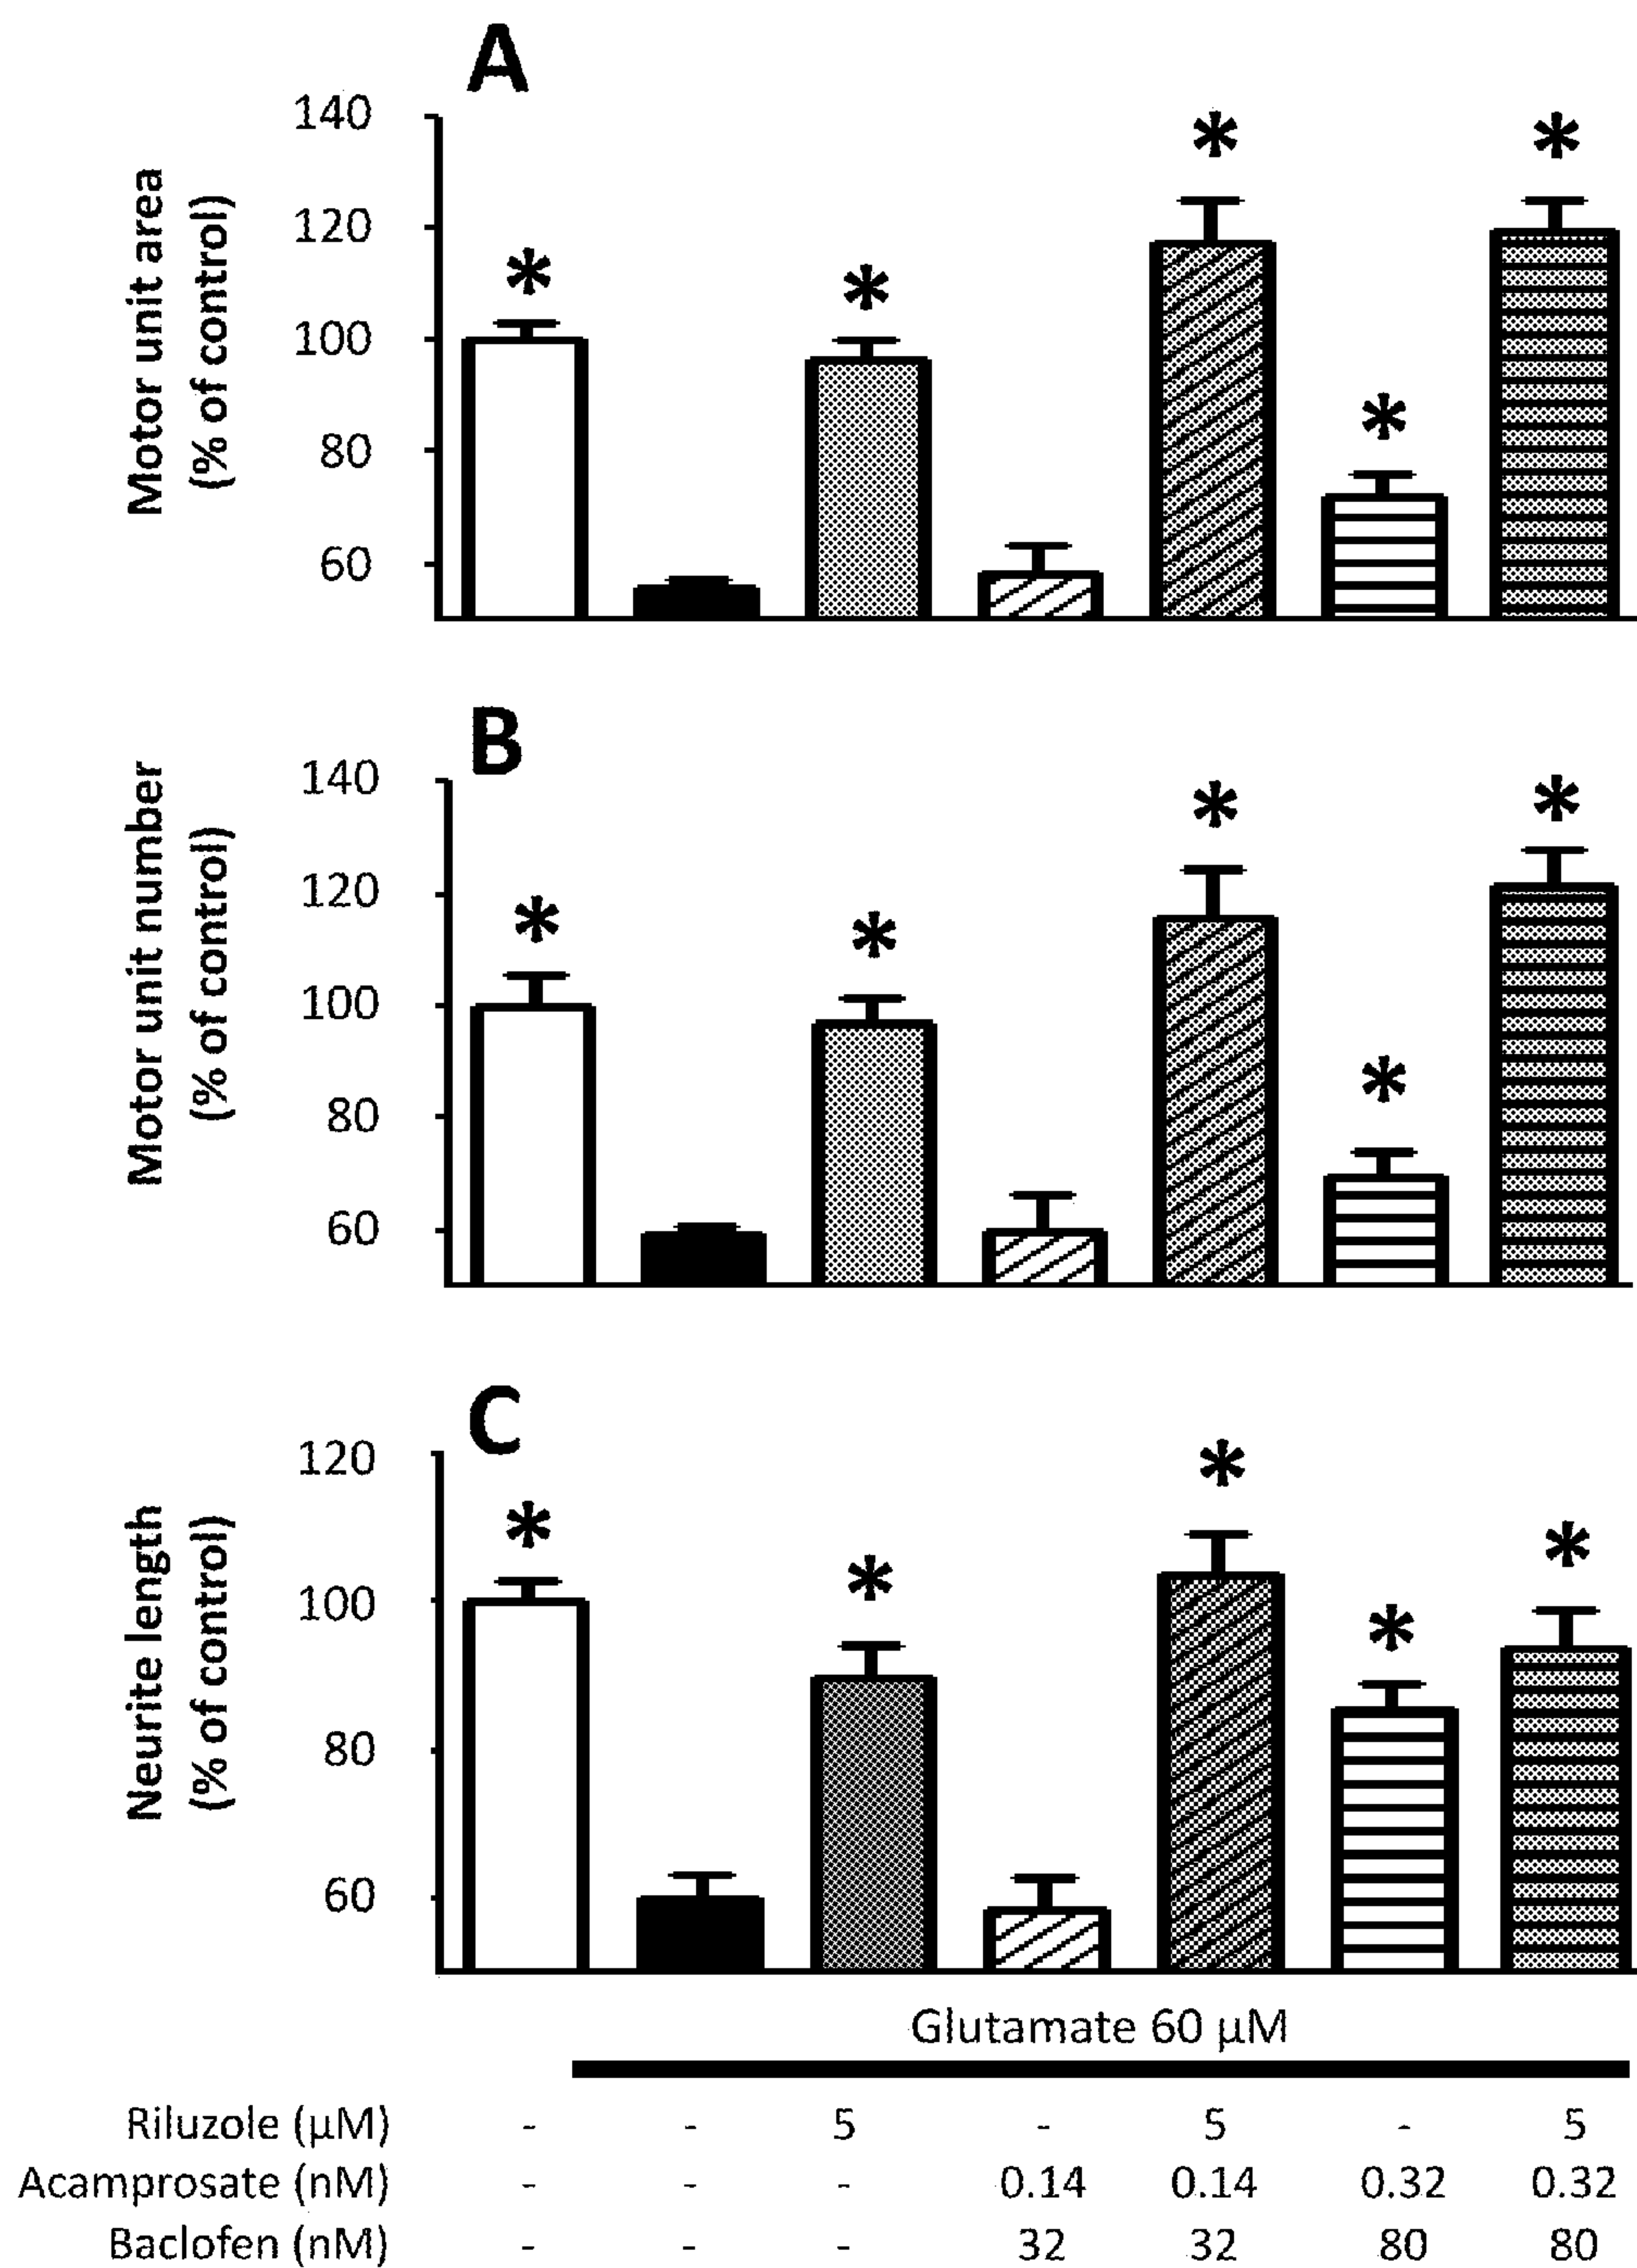 A
Motor unit area
(% of control)
140
120
100
80
60
* * * * *
B
Motor unit number
(% of control)
140
120
100
80
60
* * * * *
C
Neurite length
(% of control)
120
100
80
60
* * * * *
Glutamate 60 µM
Riluzole (µM) - - 5 - 5 - 5
Acamprosate (nM) - - - 0.14 0.14 0.32 0.32
Baclofen (nM) - - - 32 32 80 80